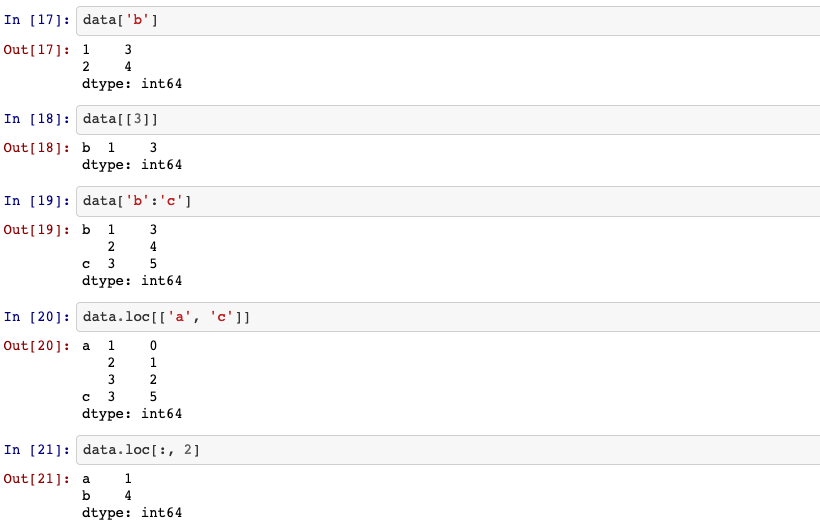 In [17]: data['b']
Out[17]: 1    3
2    4
dtype: int64
In [18]: data[[3]]
Out[18]: b  1    3
dtype: int64
In [19]: data['b':'c']
Out[19]: b  1    3
2    4
c  3    5
dtype: int64
In [20]: data.loc[['a', 'c']]
Out[20]: a  1    0
2    1
3    2
c  3    5
dtype: int64
In [21]: data.loc[:, 2]
Out[21]: a    1
b    4
dtype: int64